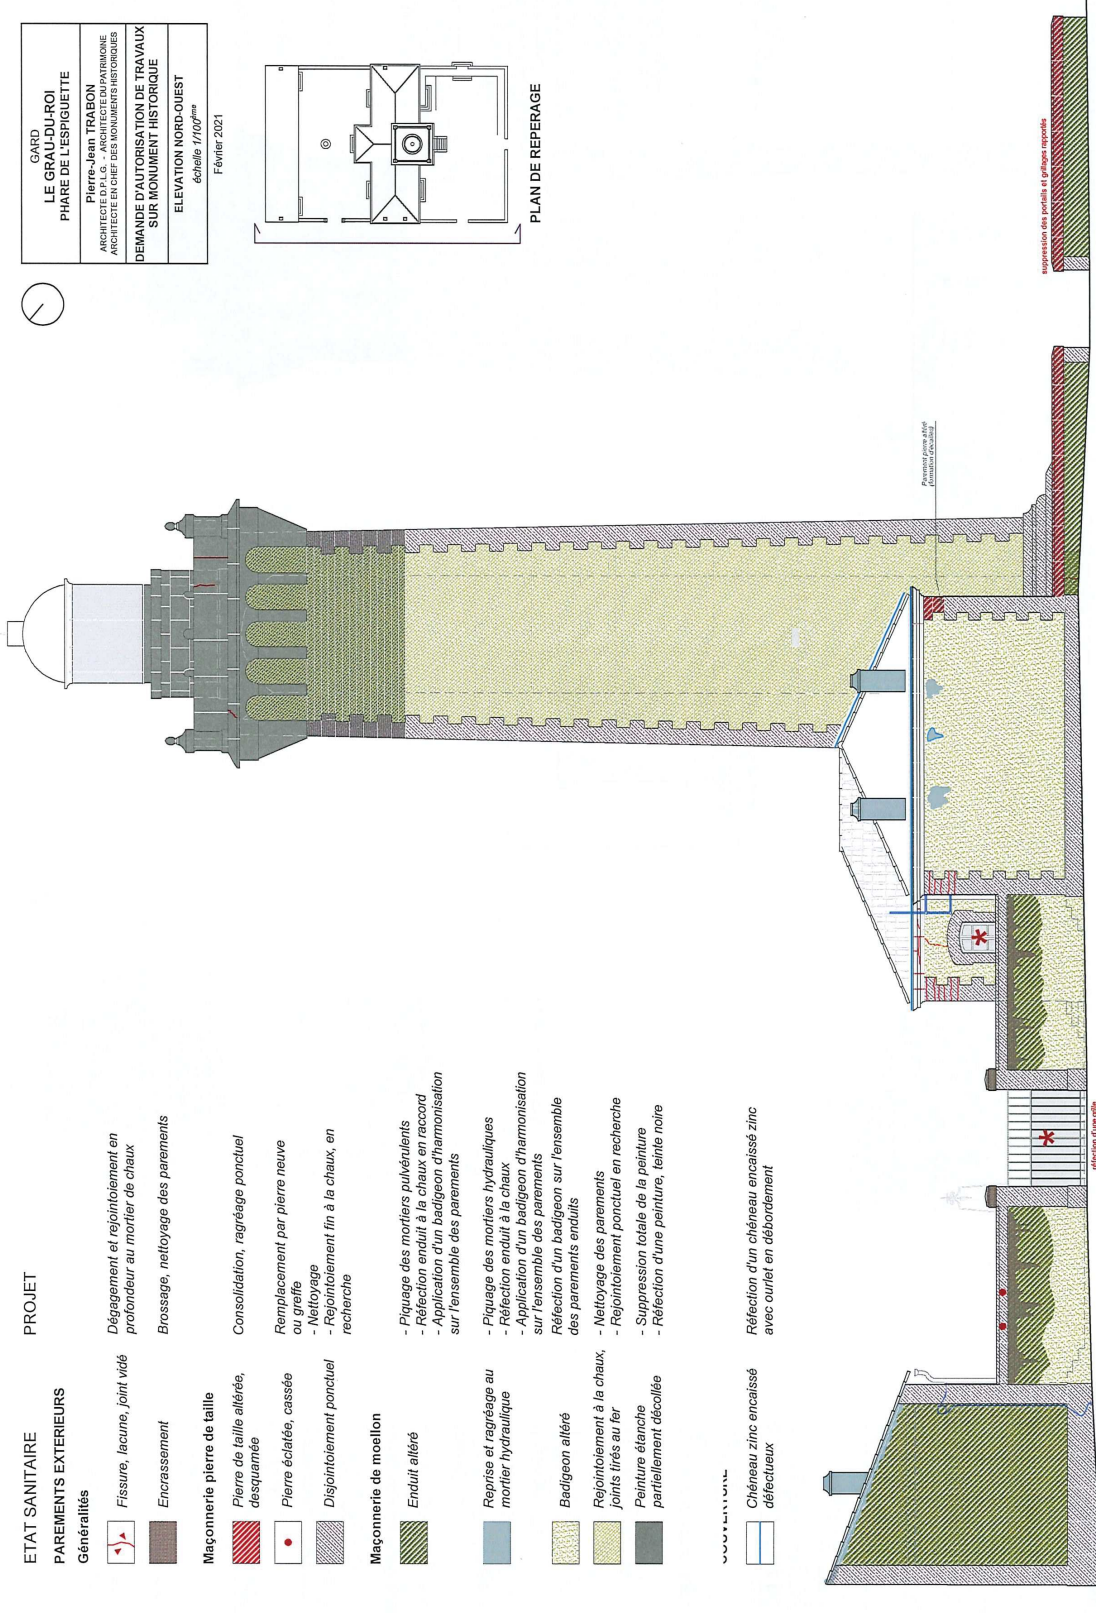 GARD
LE GRAU-DU-ROI
PHARE DE L'ESPIGUETTE
Pierre-Jean TRABON
ARCHITECTE D.P.L.G. - ARCHITECTE DU PATRIMOINE
ARCHITECTE EN CHEF DES MONUMENTS HISTORIQUES
DEMANDE D'AUTORISATION DE TRAVAUX
SUR MONUMENT HISTORIQUE
ELEVATION NORD-OUEST
échelle 1/100ème
Février 2021
PLAN DE REPERAGE
suppression des portails et grillages rapportés
Parement pierre altéré
réfection d'une grille
ETAT SANITAIRE
PROJET
PAREMENTS EXTERIEURS
Généralités
Fissure, lacune, joint vidé
Dégagement et rejointoiement en
profondeur au mortier de chaux
Encrassement
Brossage, nettoyage des parements
Maçonnerie pierre de taille
Pierre de taille altérée,
desquamée
Consolidation, ragréage ponctuel
Pierre éclatée, cassée
Remplacement par pierre neuve
ou greffe
Disjointoiement ponctuel
- Nettoyage
- Rejointoiement fin à la chaux, en
recherche
Maçonnerie de moellon
Enduit altéré
- Piquage des mortiers pulvérulents
- Réfection enduit à la chaux en raccord
- Application d'un badigeon d'harmonisation
sur l'ensemble des parements
Reprise et ragréage au
mortier hydraulique
- Piquage des mortiers hydrauliques
- Réfection enduit à la chaux
- Application d'un badigeon d'harmonisation
sur l'ensemble des parements
Badigeon altéré
Réfection d'un badigeon sur l'ensemble
des parements enduits
Rejointoiement à la chaux,
joints tirés au fer
- Nettoyage des parements
- Rejointoiement ponctuel en recherche
Peinture étanche
partiellement décollée
- Suppression totale de la peinture
- Réfection d'une peinture, teinte noire
COUVERTURE
Chéneau zinc encaissé
défectueux
Réfection d'un chéneau encaissé zinc
avec ourlet en débordement